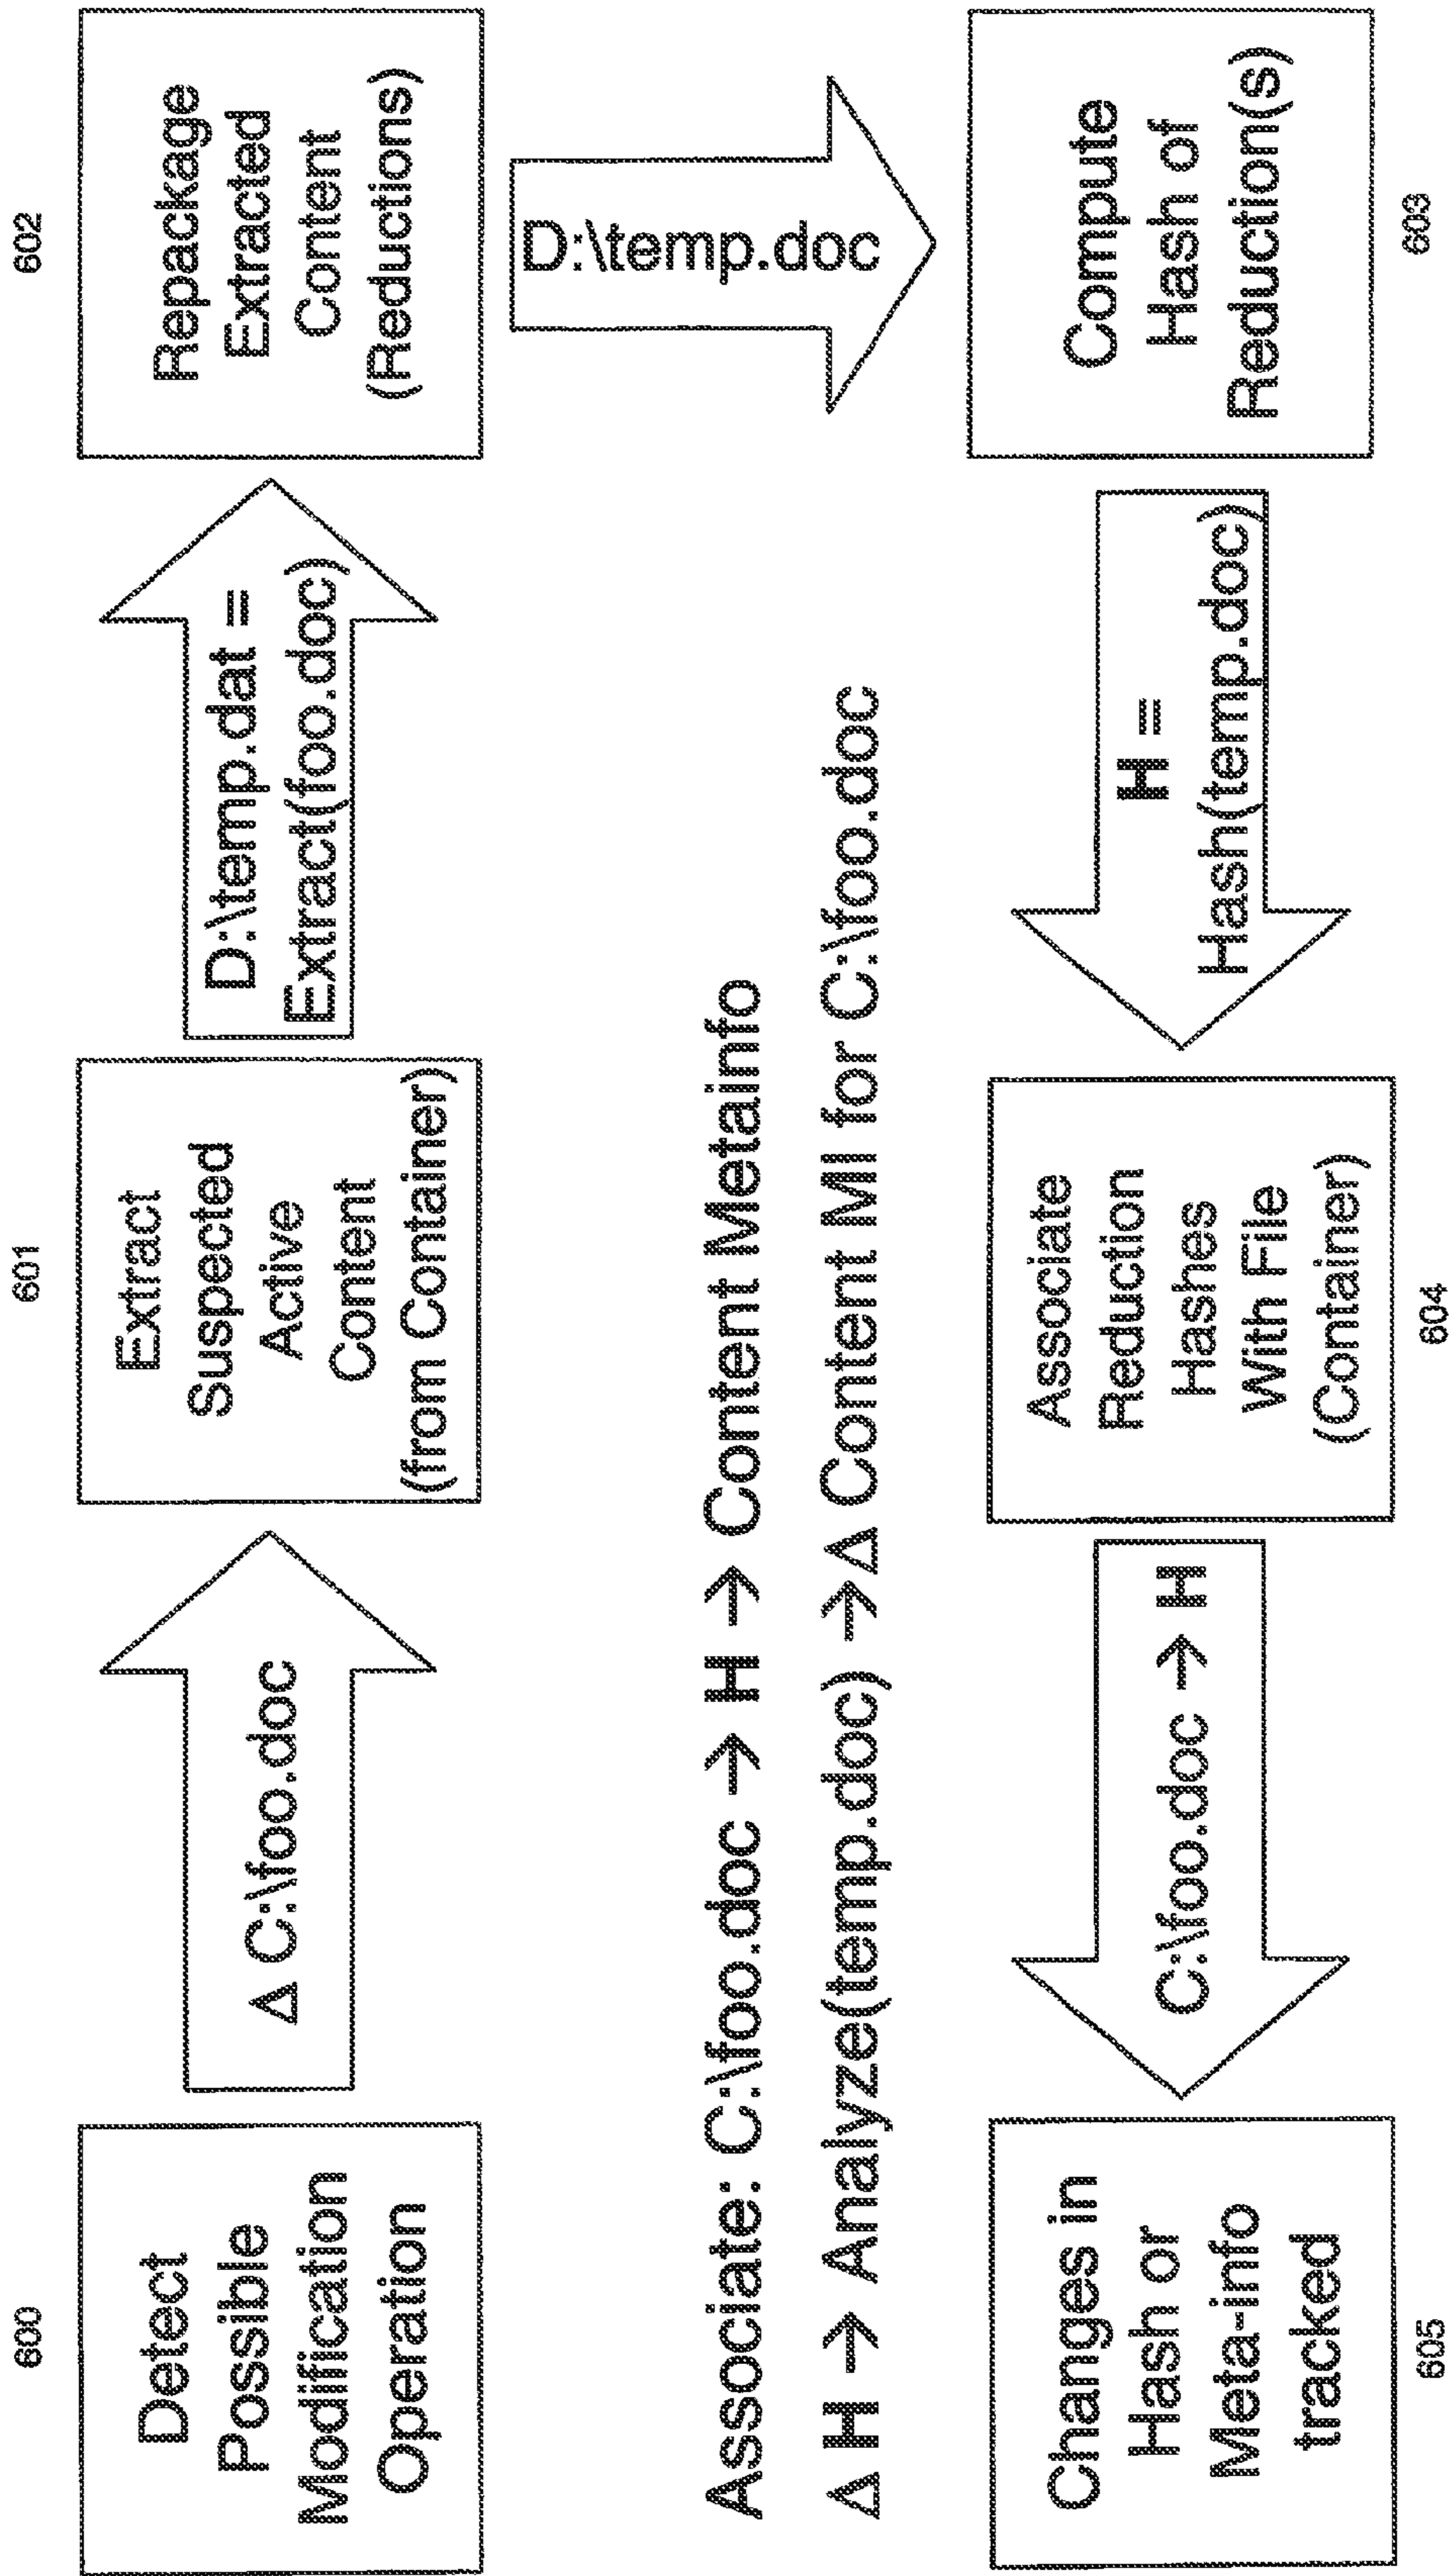 600
Detect
Possible
Modification
Operation
Δ C:\foo.doc
601
Extract
Suspected
Active
Content
(from Container)
D:\temp.dat =
Extract(foo.doc)
602
Repackage
Extracted
Content
(Reductions)
D:\temp.doc
Associate: C:\foo.doc → H → Content Metainfo
Δ H → Analyze(temp.doc) → Δ Content MI for C:\foo.doc
Compute
Hash of
Reduction(s)
603
H =
Hash(temp.doc)
Associate
Reduction
Hashes
With File
(Container)
604
C:\foo.doc → H
Changes in
Hash or
Meta-info
tracked
605